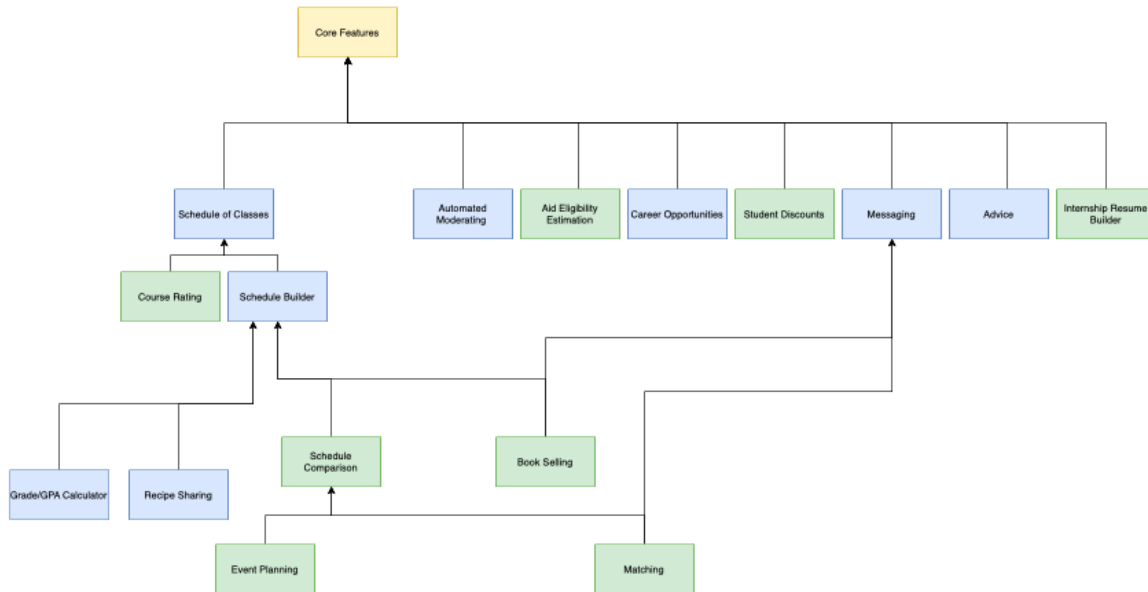 Core Features
Schedule of Classes
Automated
Moderating
Aid Eligibility
Estimation
Career Opportunities
Student Discounts
Messaging
Advice
Internship Resume
Builder
Course Rating
Schedule Builder
Schedule
Comparison
Book Selling
Grade/GPA Calculator
Recipe Sharing
Event Planning
Matching